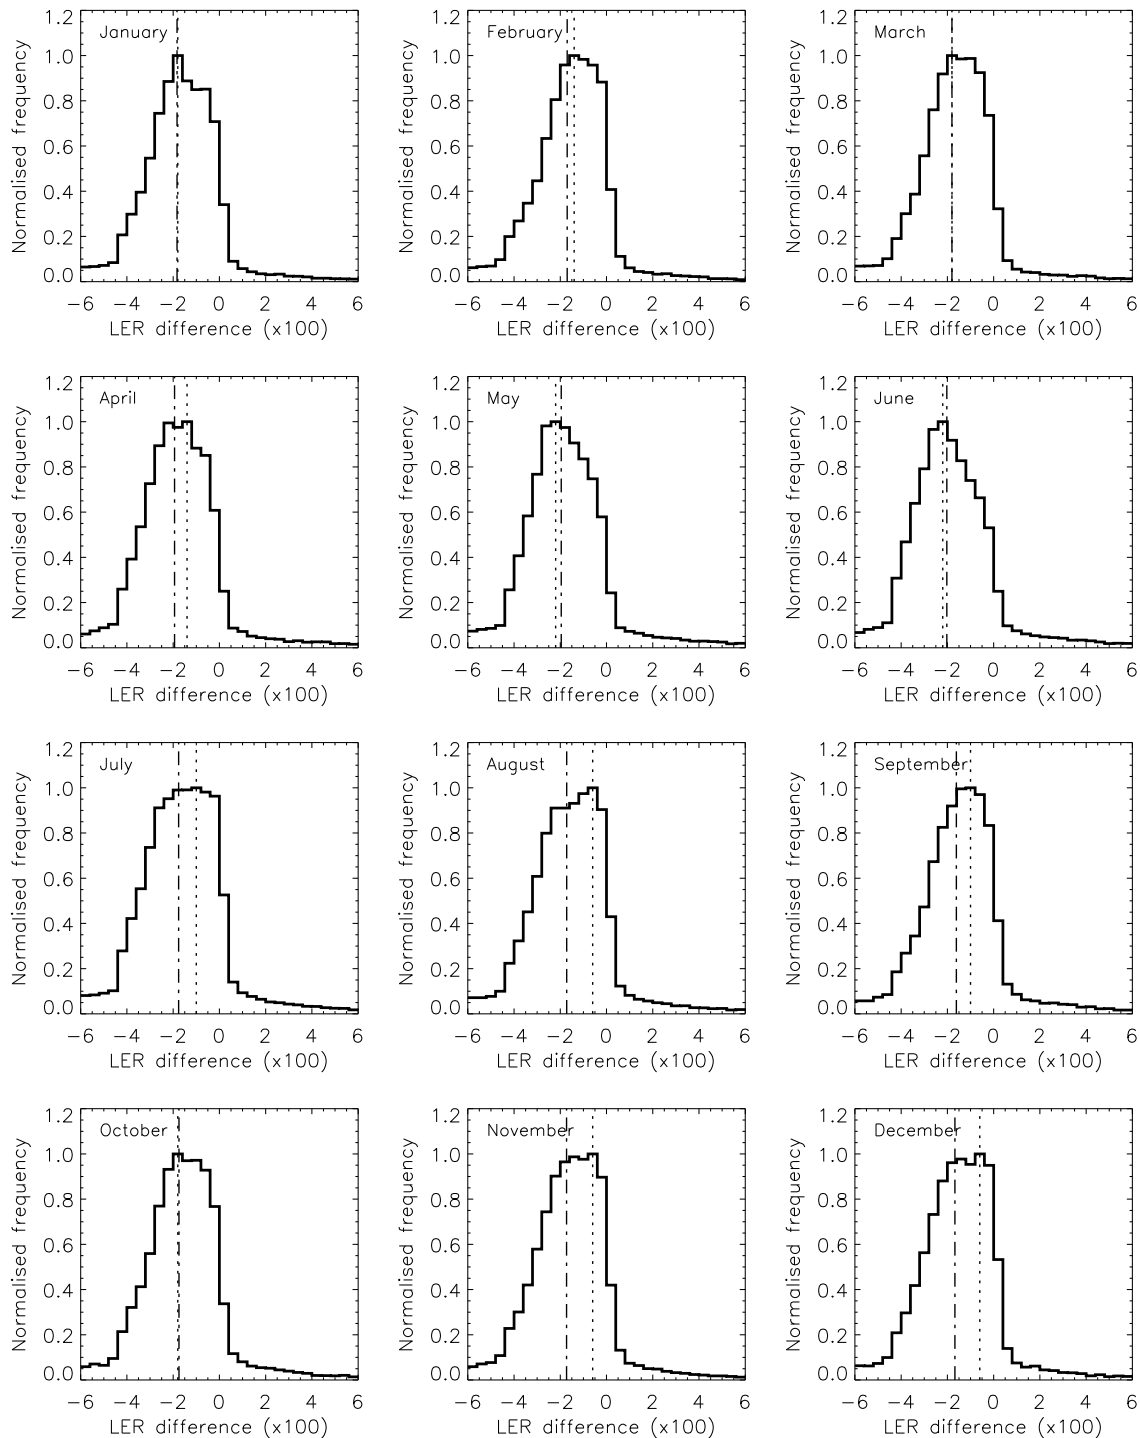 January
Normalised frequency
1.2
1.0
0.8
0.6
0.4
0.2
0.0
−6 −4 −2 0 2 4 6
LER difference (x100)
February
Normalised frequency
1.2
1.0
0.8
0.6
0.4
0.2
0.0
−6 −4 −2 0 2 4 6
LER difference (x100)
March
Normalised frequency
1.2
1.0
0.8
0.6
0.4
0.2
0.0
−6 −4 −2 0 2 4 6
LER difference (x100)
April
Normalised frequency
1.2
1.0
0.8
0.6
0.4
0.2
0.0
−6 −4 −2 0 2 4 6
LER difference (x100)
May
Normalised frequency
1.2
1.0
0.8
0.6
0.4
0.2
0.0
−6 −4 −2 0 2 4 6
LER difference (x100)
June
Normalised frequency
1.2
1.0
0.8
0.6
0.4
0.2
0.0
−6 −4 −2 0 2 4 6
LER difference (x100)
July
Normalised frequency
1.2
1.0
0.8
0.6
0.4
0.2
0.0
−6 −4 −2 0 2 4 6
LER difference (x100)
August
Normalised frequency
1.2
1.0
0.8
0.6
0.4
0.2
0.0
−6 −4 −2 0 2 4 6
LER difference (x100)
September
Normalised frequency
1.2
1.0
0.8
0.6
0.4
0.2
0.0
−6 −4 −2 0 2 4 6
LER difference (x100)
October
Normalised frequency
1.2
1.0
0.8
0.6
0.4
0.2
0.0
−6 −4 −2 0 2 4 6
LER difference (x100)
November
Normalised frequency
1.2
1.0
0.8
0.6
0.4
0.2
0.0
−6 −4 −2 0 2 4 6
LER difference (x100)
December
Normalised frequency
1.2
1.0
0.8
0.6
0.4
0.2
0.0
−6 −4 −2 0 2 4 6
LER difference (x100)